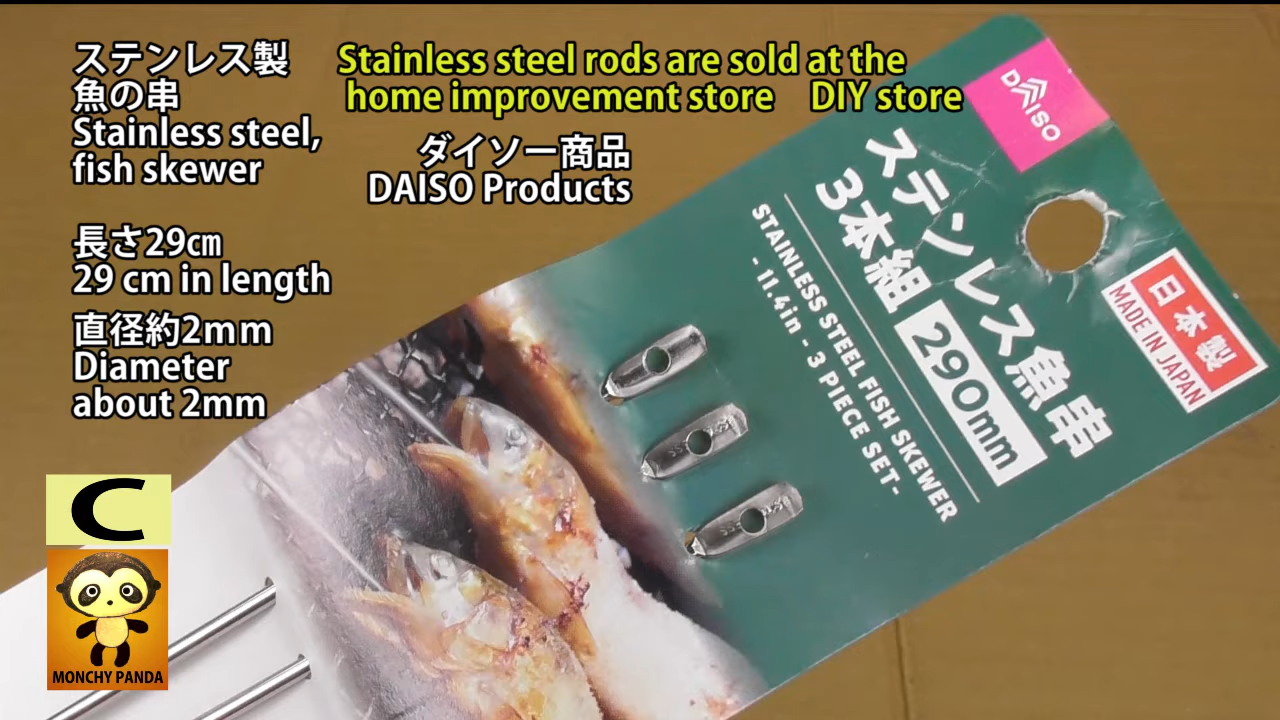 ステンレス製
魚の串
Stainless steel,
fish skewer
Stainless steel rods are sold at the
home improvement store DIY store
ダイソー商品
DAISO Products
長さ29㎝
29 cm in length
直径約2mm
Diameter
about 2mm
C
MONCHY PANDA
DAISO
ステンレス魚串
3本組 290mm
STAINLESS STEEL FISH SKEWER
- 11.4in - 3 PIECE SET-
日本製
MADE IN JAPAN